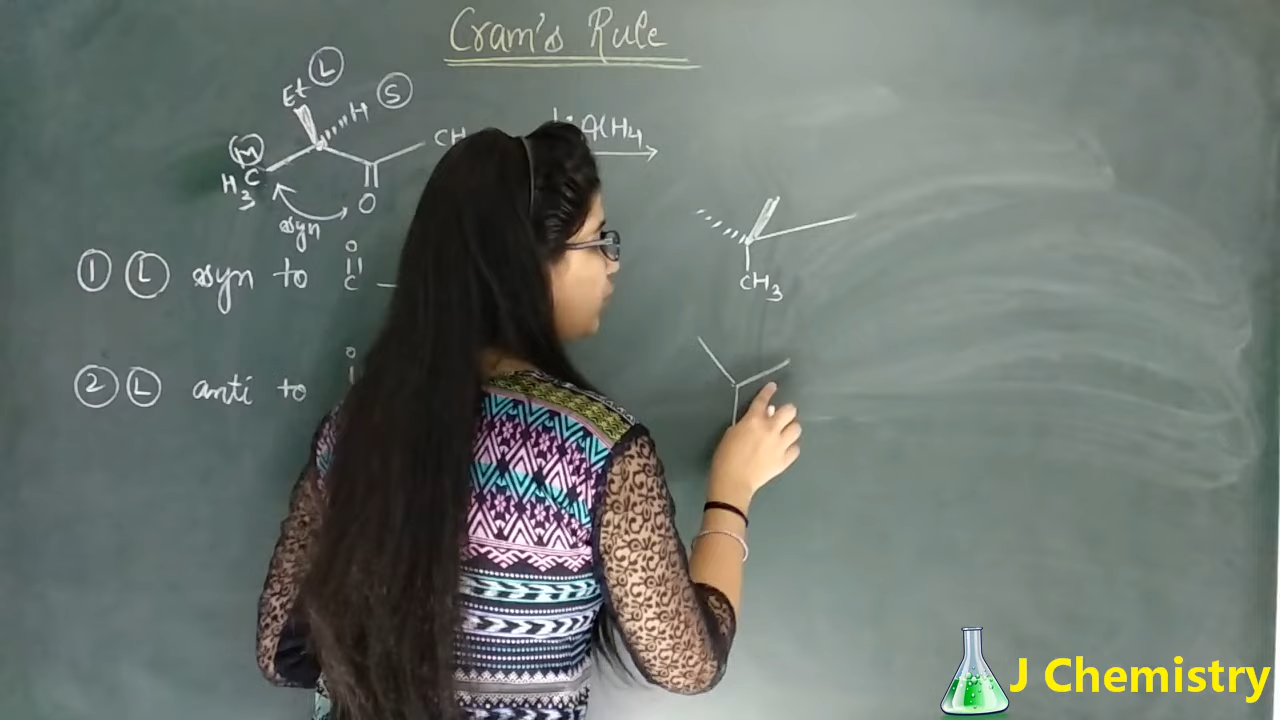 Cram's Rule
Et L
H S
M
H3C
CH
O
syn
LiAlH4
1 L syn to
O
C
2 L anti to
O
CH3
J Chemistry